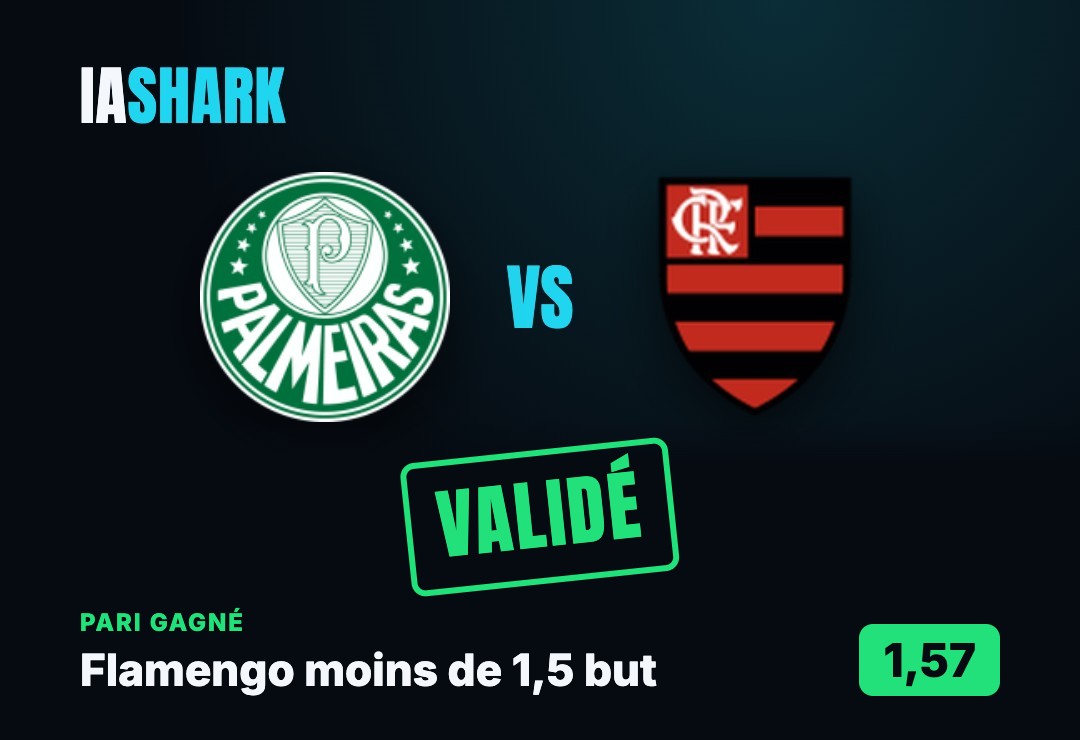 IASHARK
P
PALMEIRAS
VS
CRF
VALIDÉ
PARI GAGNÉ
Flamengo moins de 1,5 but
1,57